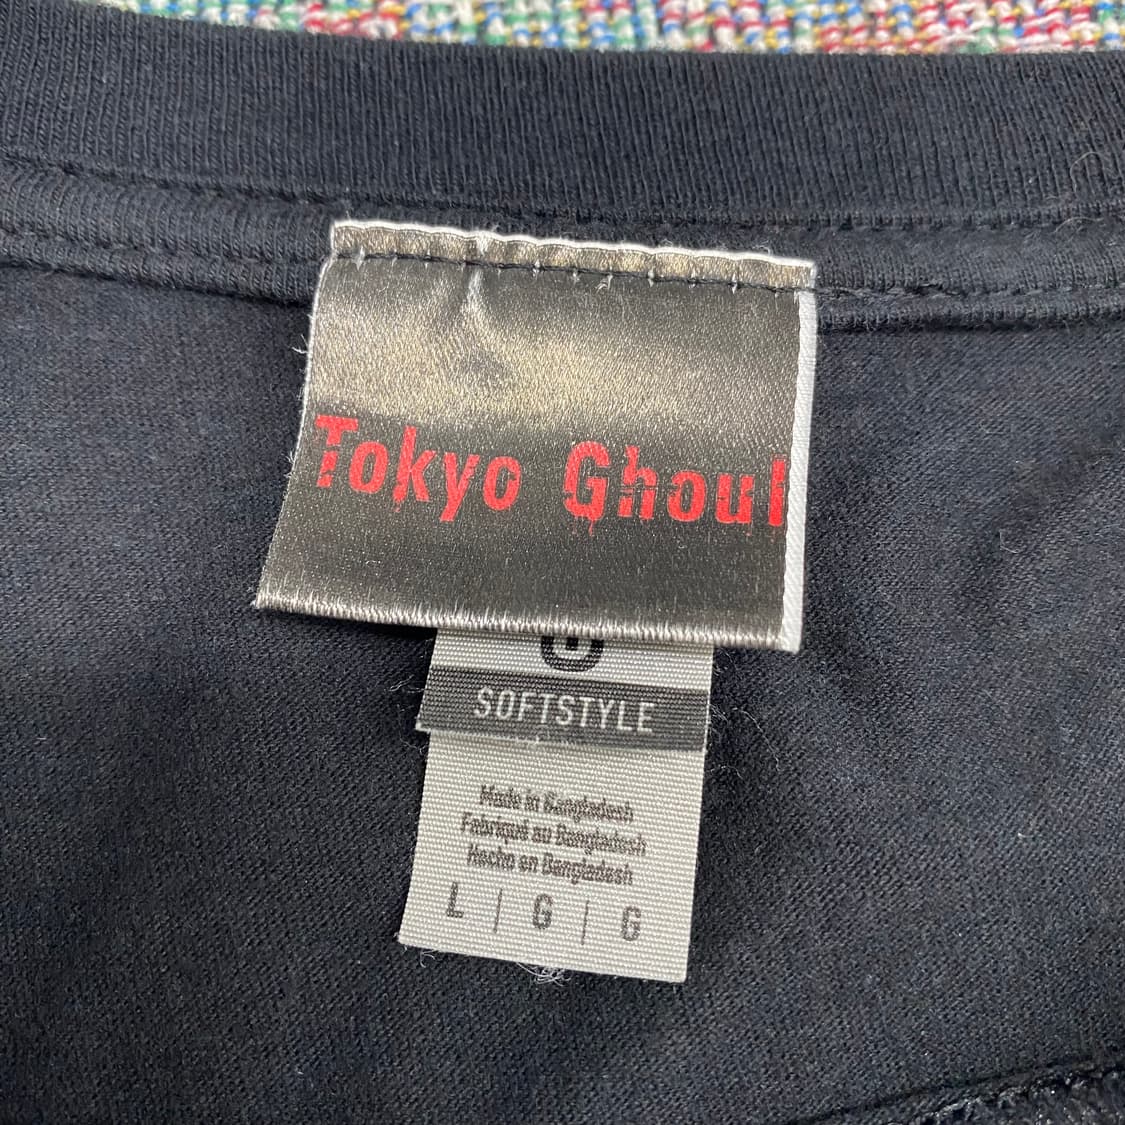 Tokyo Ghoul
G
SOFTSTYLE
Made in Bangladesh
Fabriqué au Bangladesh
Hecho en Bangladesh
L | G | G